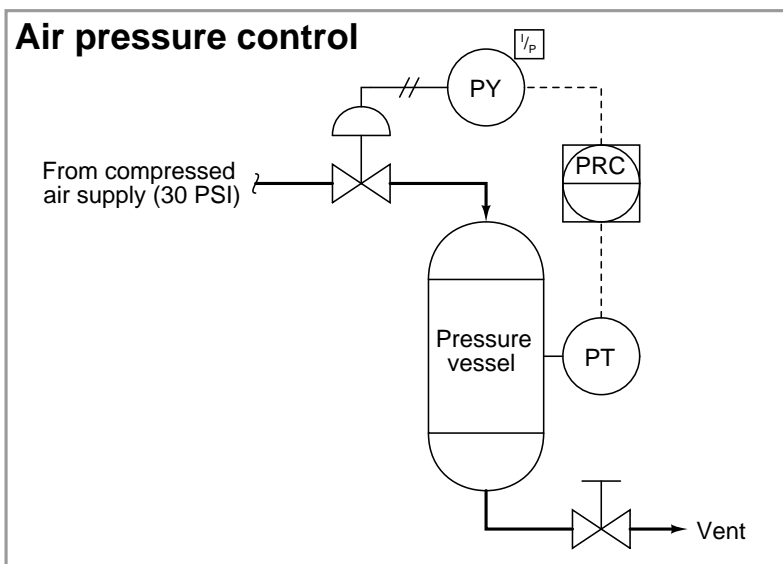 Air pressure control
I/P
PY
From compressed
air supply (30 PSI)
PRC
Pressure
vessel
PT
Vent